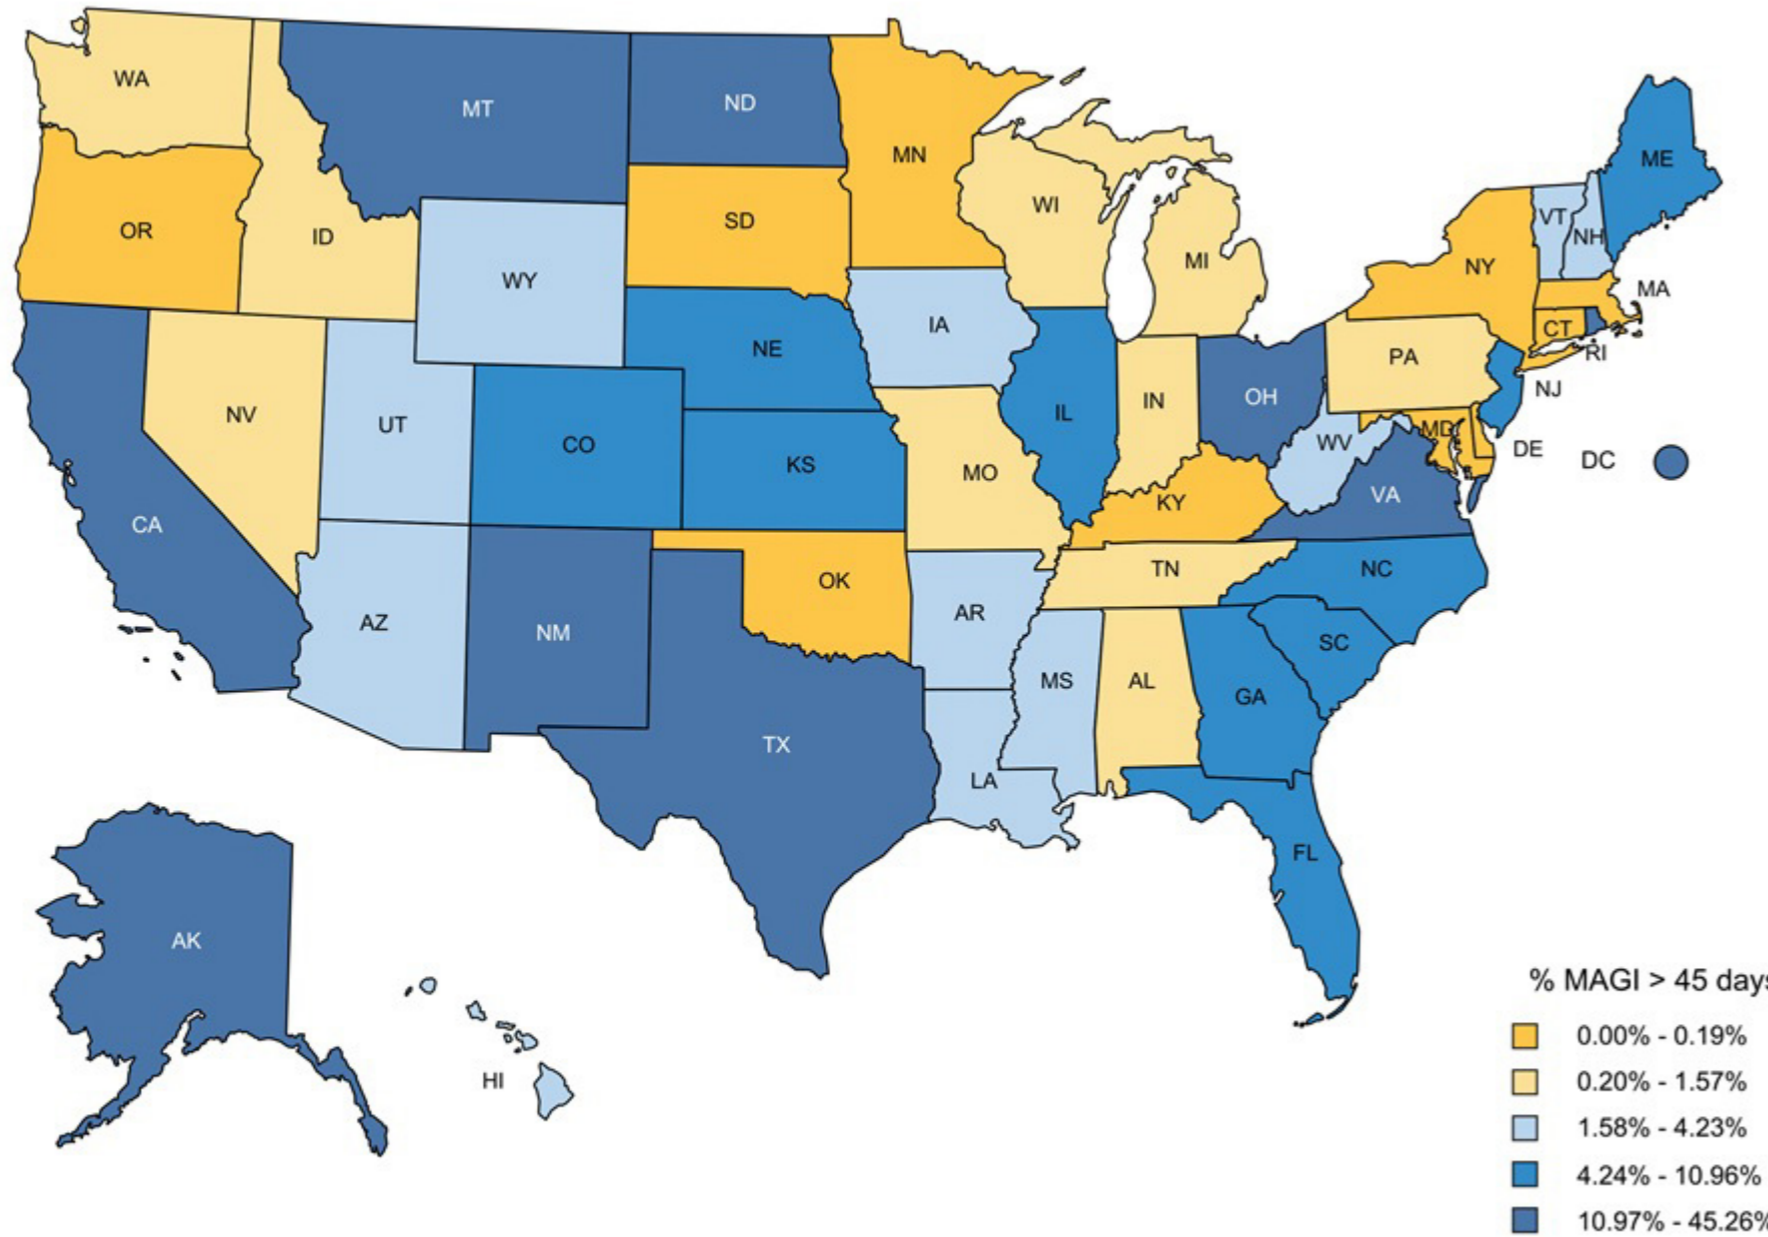 WA
MT
ND
MN
ME
OR
ID
SD
WI
VT
NH
WY
MI
NY
MA
IA
NE
CT
RI
PA
NJ
NV
UT
CO
KS
IL
IN
OH
MO
WV
MD
DE
DC
CA
KY
VA
AZ
NM
OK
AR
TN
NC
SC
MS
AL
GA
TX
LA
FL
AK
HI
% MAGI > 45 days
0.00% - 0.19%
0.20% - 1.57%
1.58% - 4.23%
4.24% - 10.96%
10.97% - 45.26%